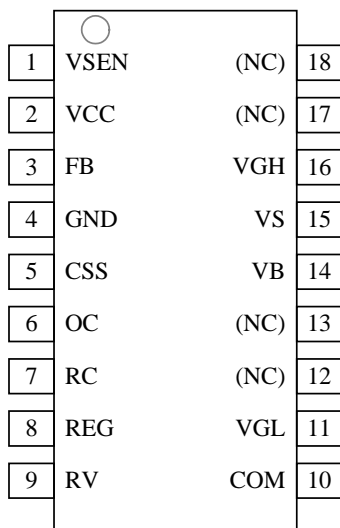 1 VSEN (NC) 18
2 VCC (NC) 17
3 FB VGH 16
4 GND VS 15
5 CSS VB 14
6 OC (NC) 13
7 RC (NC) 12
8 REG VGL 11
9 RV COM 10